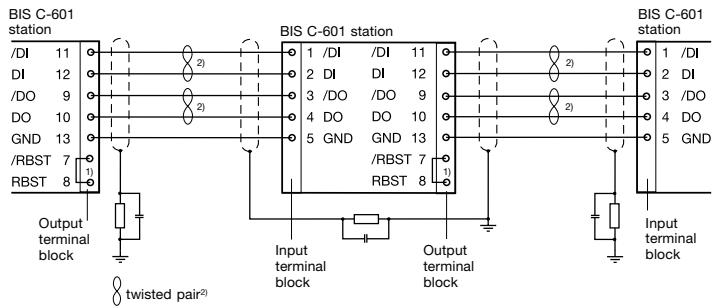 BIS C-601 station
/DI 11
DI 12
/DO 9
DO 10
GND 13
/RBST 7
RBST 8
1)
Output terminal block
2)
2)
BIS C-601 station
1 /DI /DI 11
2 DI DI 12
3 /DO /DO 9
4 DO DO 10
5 GND GND 13
/RBST 7
RBST 8
1)
Input terminal block
Output terminal block
2)
2)
BIS C-601 station
1 /DI
2 DI
3 /DO
4 DO
5 GND
Input terminal block
twisted pair2)